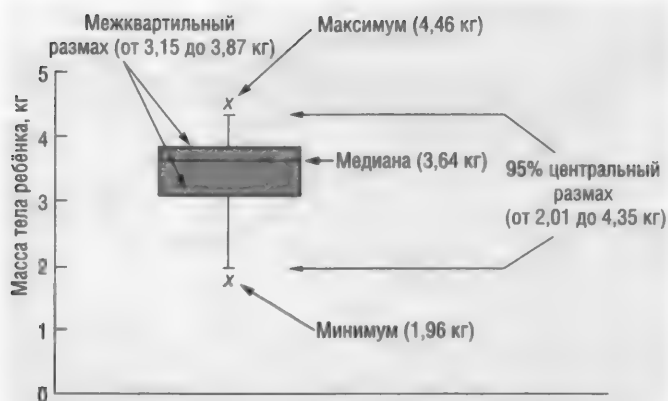 Межквартильный
размах (от 3,15 до 3,87 кг)
Максимум (4,46 кг)
Масса тела ребёнка, кг
5
4
3
2
1
0
x
Медиана (3,64 кг)
95% центральный
размах
(от 2,01 до 4,35 кг)
x
Минимум (1,96 кг)